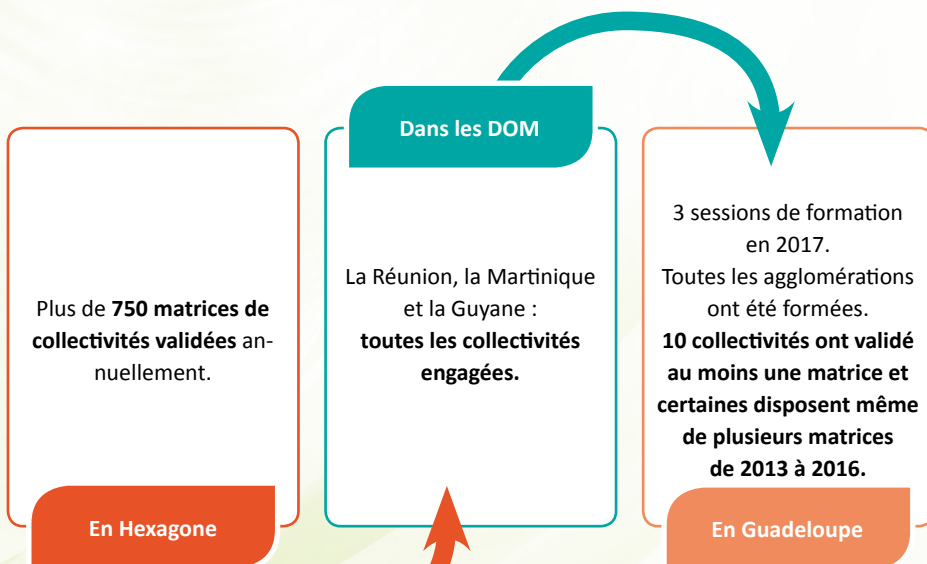 Plus de 750 matrices de
collectivités validées an-
nuellement.
En Hexagone
Dans les DOM
La Réunion, la Martinique
et la Guyane :
toutes les collectivités
engagées.
3 sessions de formation
en 2017.
Toutes les agglomérations
ont été formées.
10 collectivités ont validé
au moins une matrice et
certaines disposent même
de plusieurs matrices
de 2013 à 2016.
En Guadeloupe